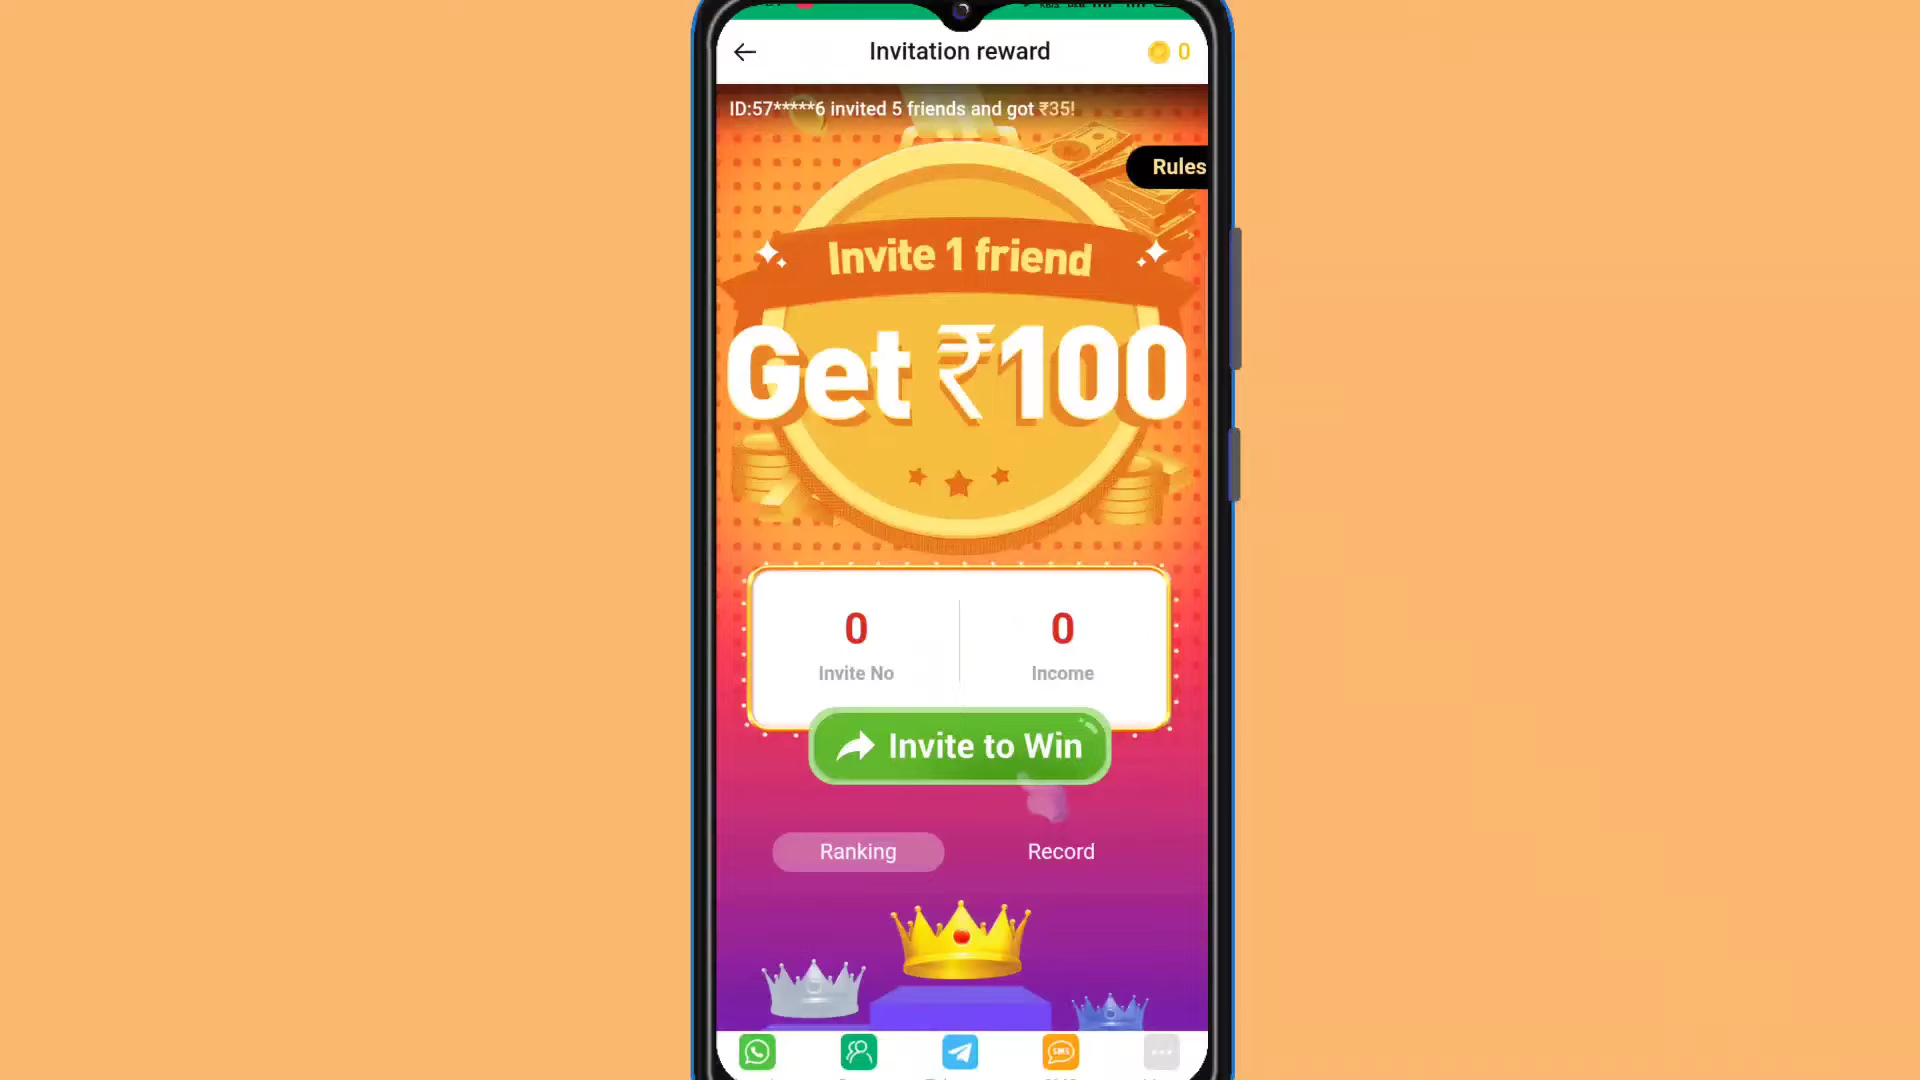 Invitation reward
0
ID:57*****6 invited 5 friends and got ₹35!
Rules
Invite 1 friend
Get ₹100
0
0
Invite No
Income
Invite to Win
Ranking
Record
SMS